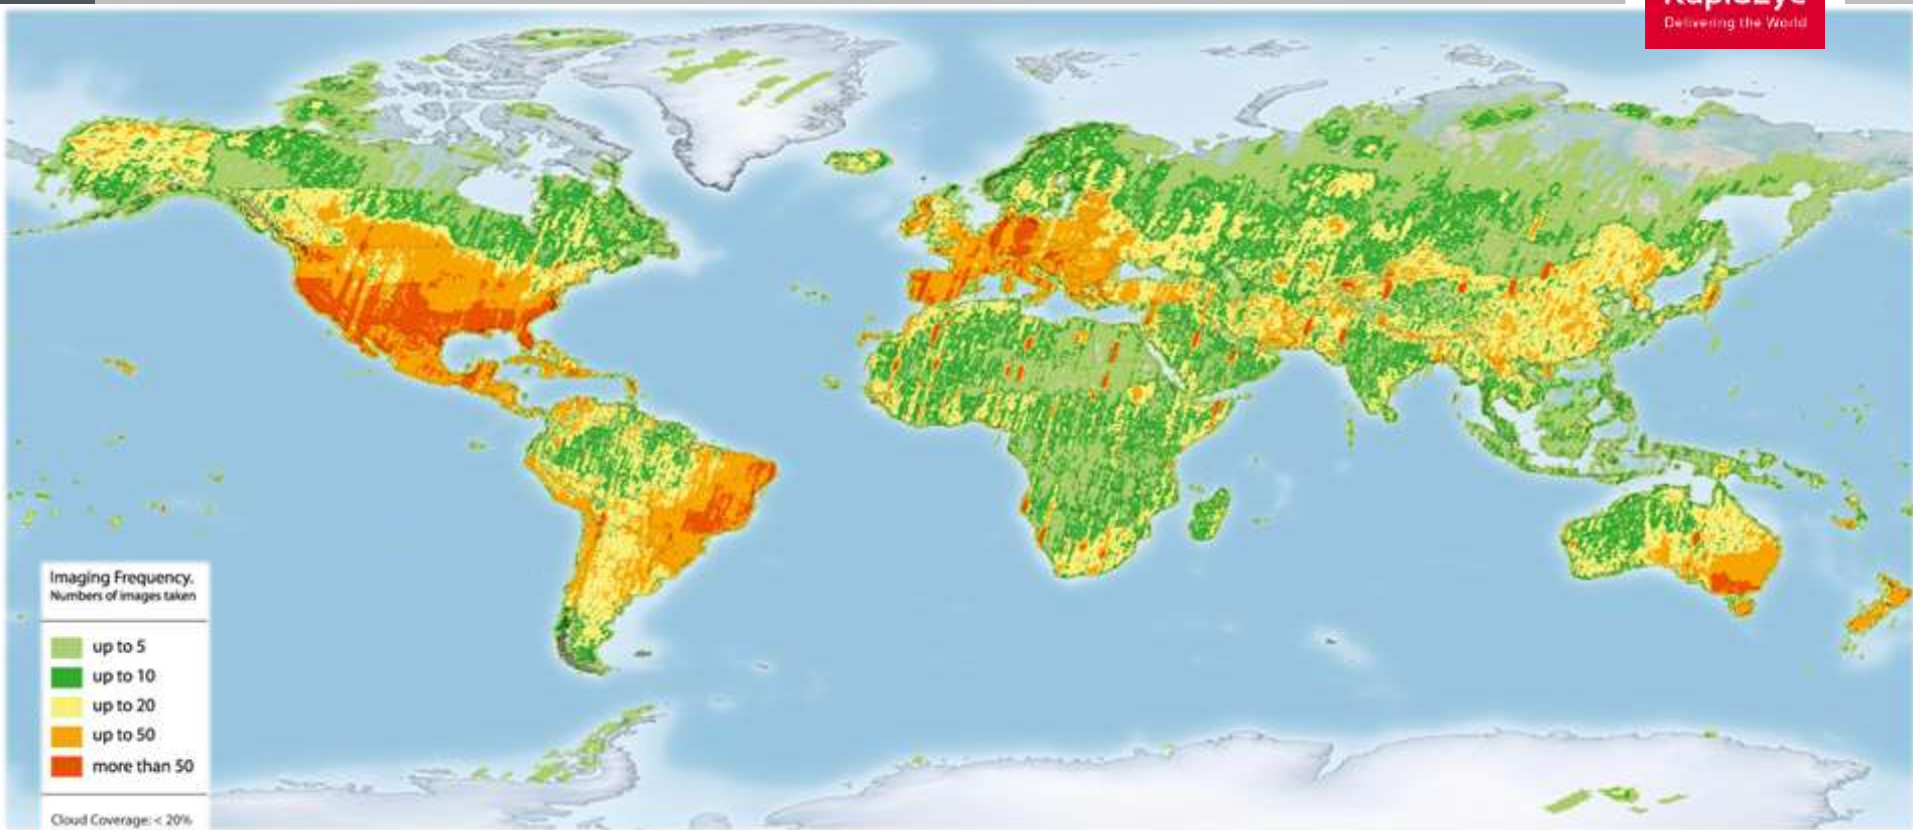 Delivering the World
Imaging Frequency.
Numbers of images taken
up to 5
up to 10
up to 20
up to 50
more than 50
Cloud Coverage: < 20%